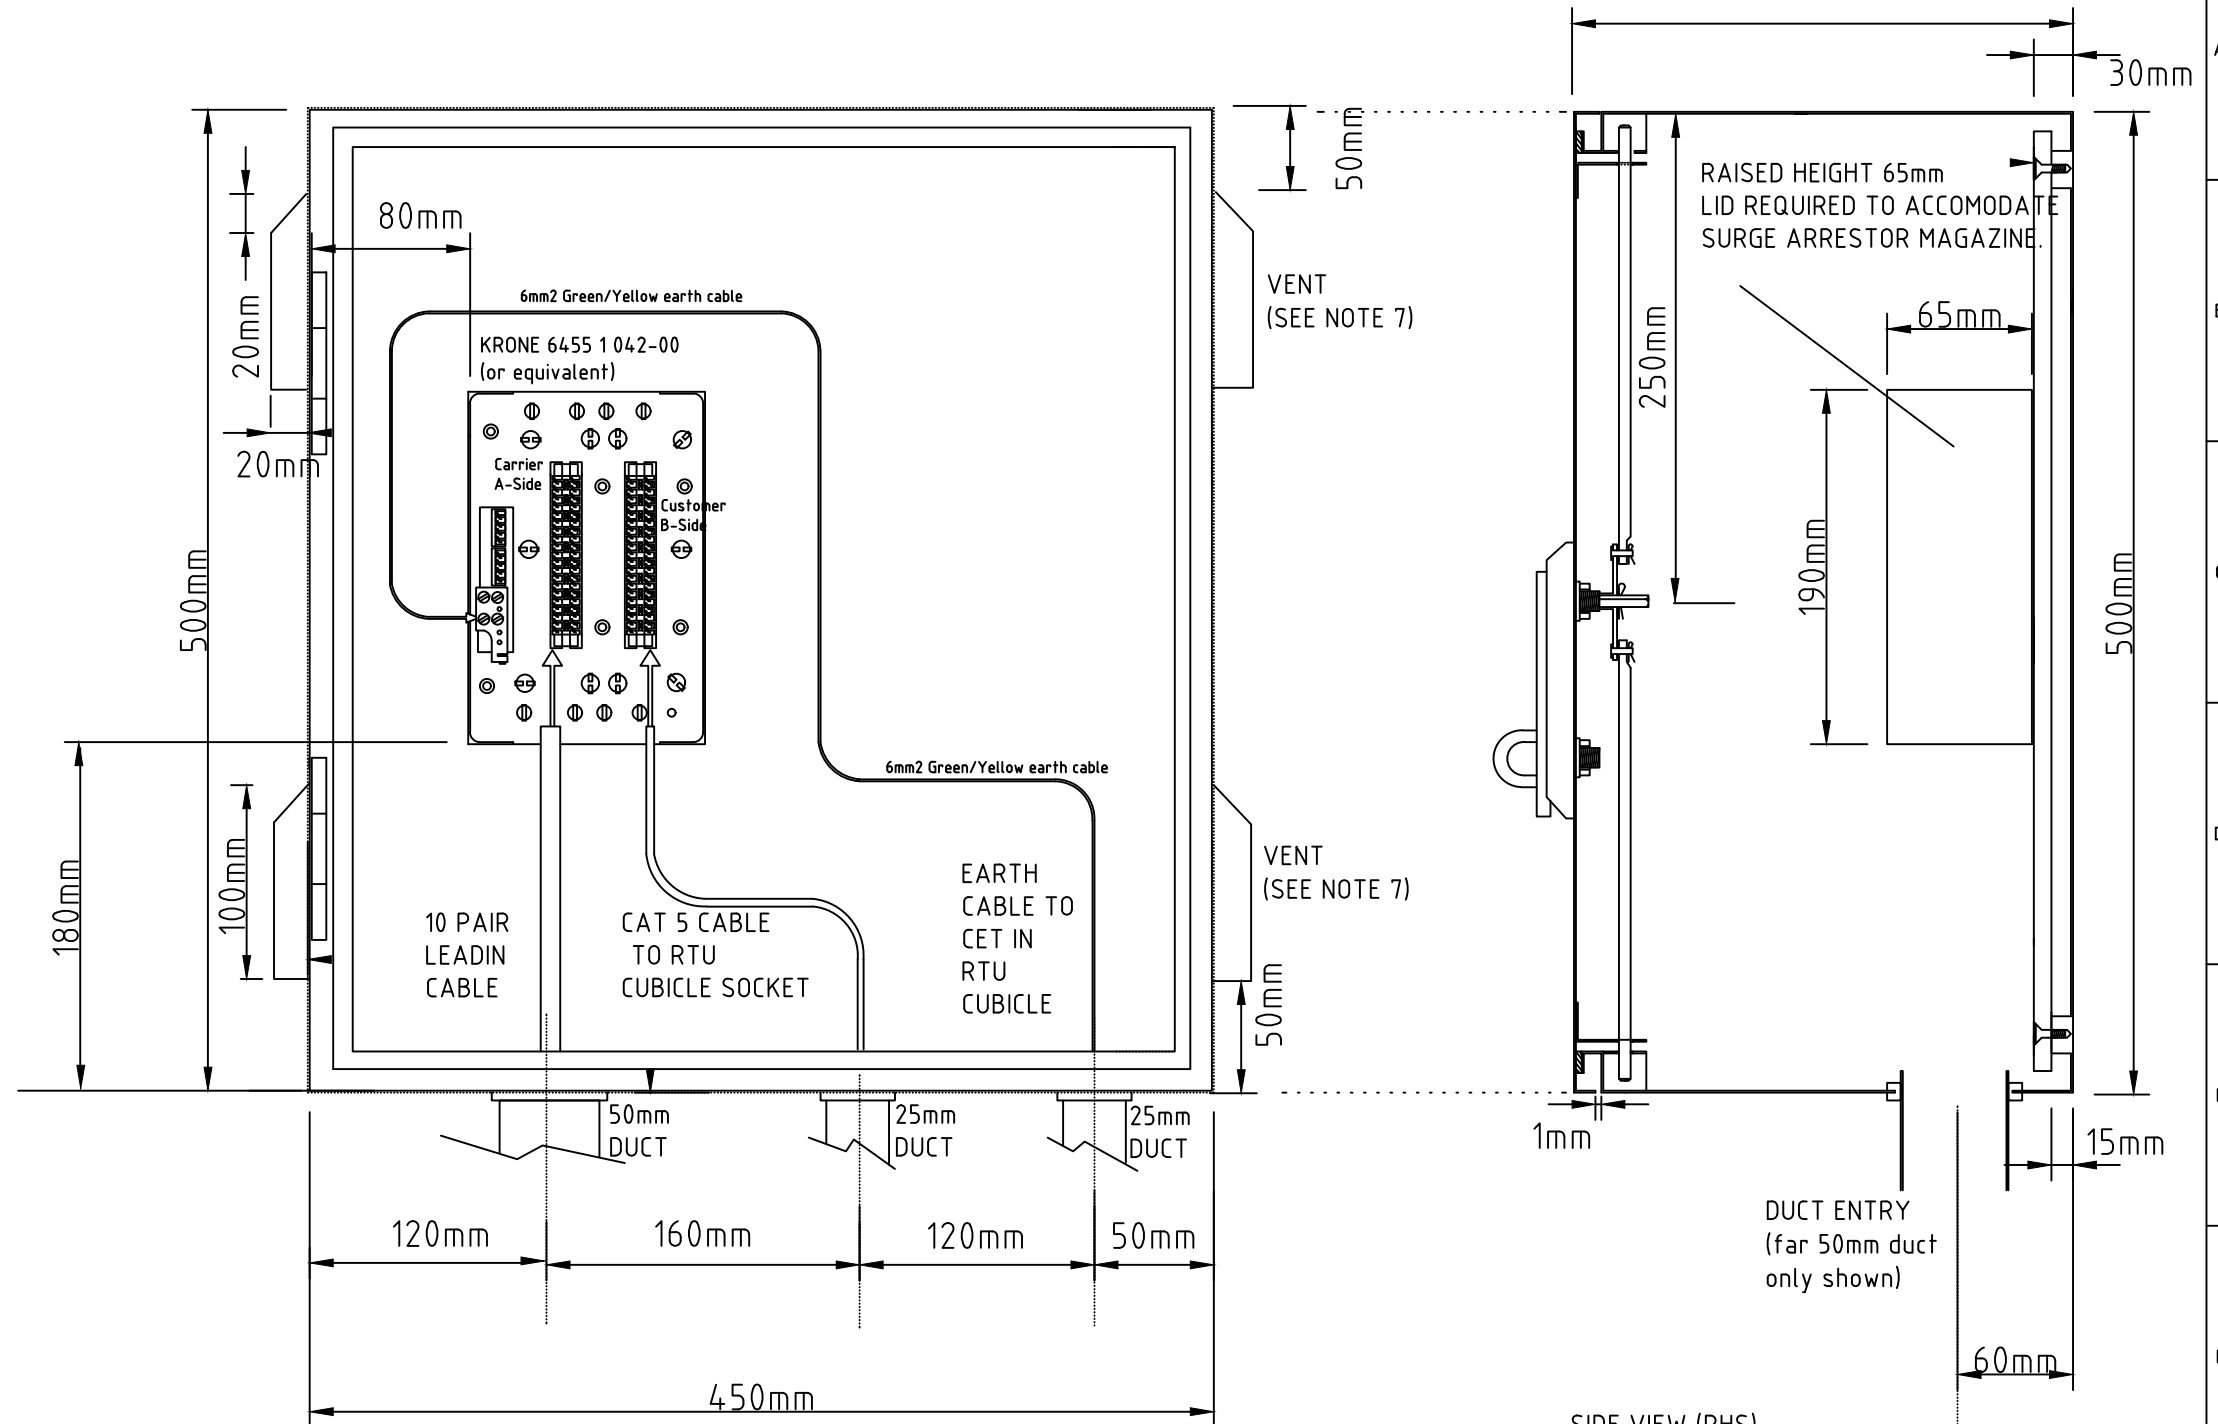 30mm
50mm
RAISED HEIGHT 65mm
LID REQUIRED TO ACCOMODATE
SURGE ARRESTOR MAGAZINE.
80mm
20mm
20mm
6mm2 Green/Yellow earth cable
KRONE 6455 1 042-00
(or equivalent)
VENT
(SEE NOTE 7)
Carrier
A-Side
Customer
B-Side
250mm
65mm
190mm
500mm
500mm
6mm2 Green/Yellow earth cable
180mm
100mm
10 PAIR
LEADIN
CABLE
CAT 5 CABLE
TO RTU
CUBICLE SOCKET
EARTH
CABLE TO
CET IN
RTU
CUBICLE
VENT
(SEE NOTE 7)
50mm
50mm
DUCT
25mm
DUCT
25mm
DUCT
1mm
15mm
DUCT ENTRY
(far 50mm duct
only shown)
120mm
160mm
120mm
50mm
60mm
450mm
SIDE VIEW (RHS)